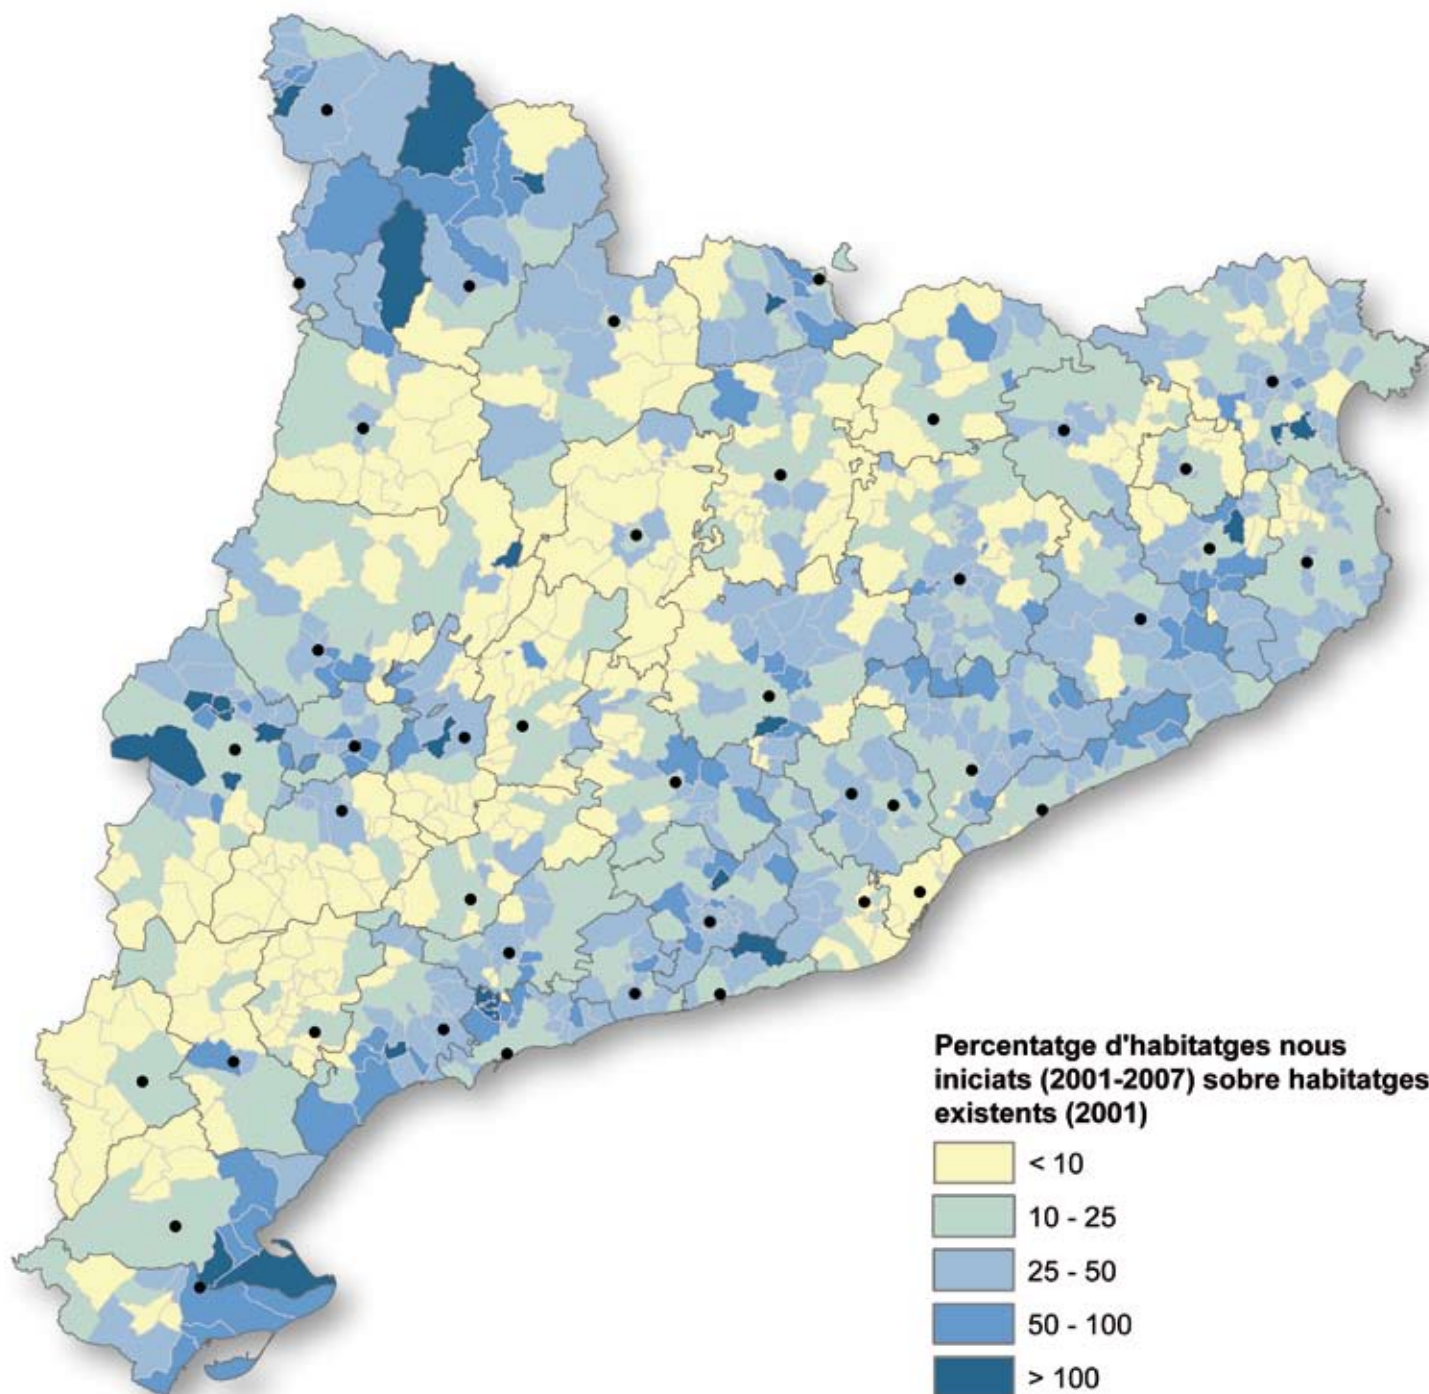 Percentatge d'habitatges nous
iniciats (2001-2007) sobre habitatges
existents (2001)
< 10
10 - 25
25 - 50
50 - 100
> 100